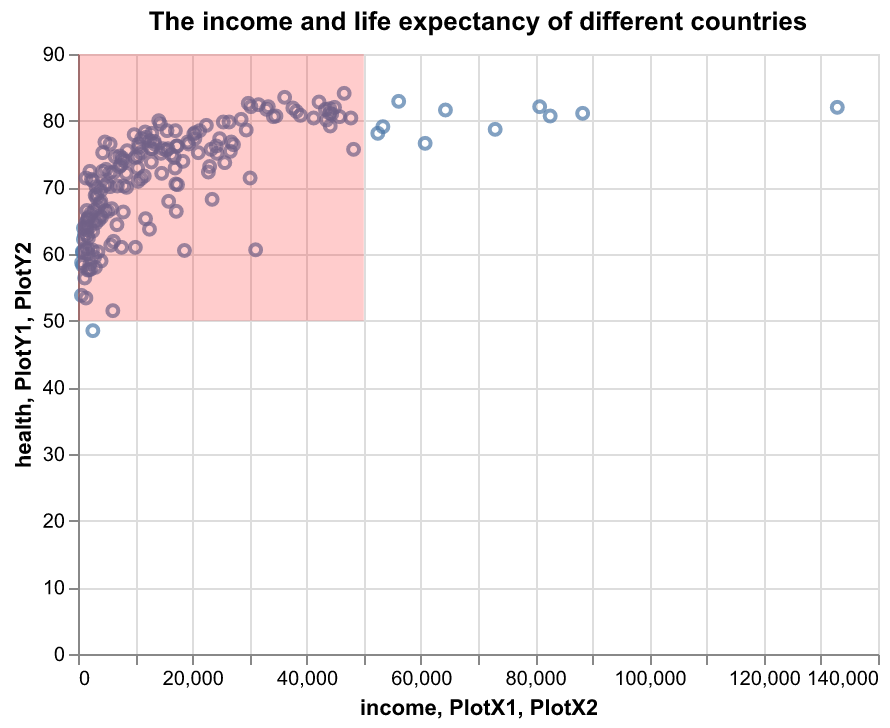 The income and life expectancy of different countries
90
80
70
60
50
40
30
20
10
0
health, PlotY1, PlotY2
0 20,000 40,000 60,000 80,000 100,000 120,000 140,000
income, PlotX1, PlotX2